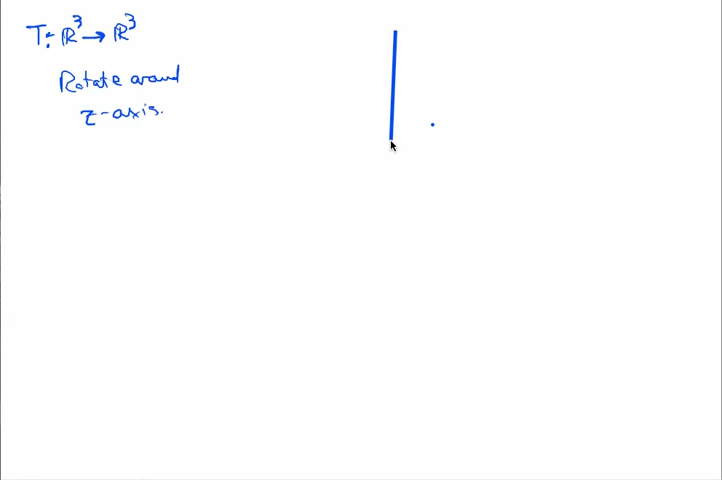 T: ℝ³ → ℝ³
Rotate around
z-axis.